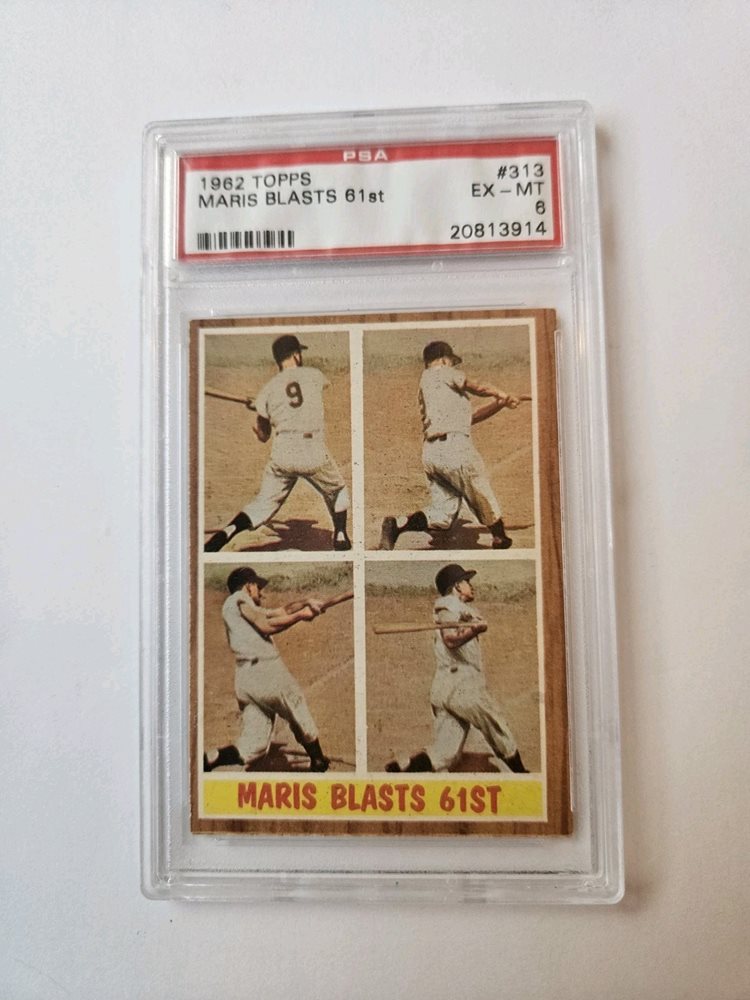 PSA
1962 TOPPS #313
MARIS BLASTS 61st EX - MT
6
20813914
9
MARIS BLASTS 61ST